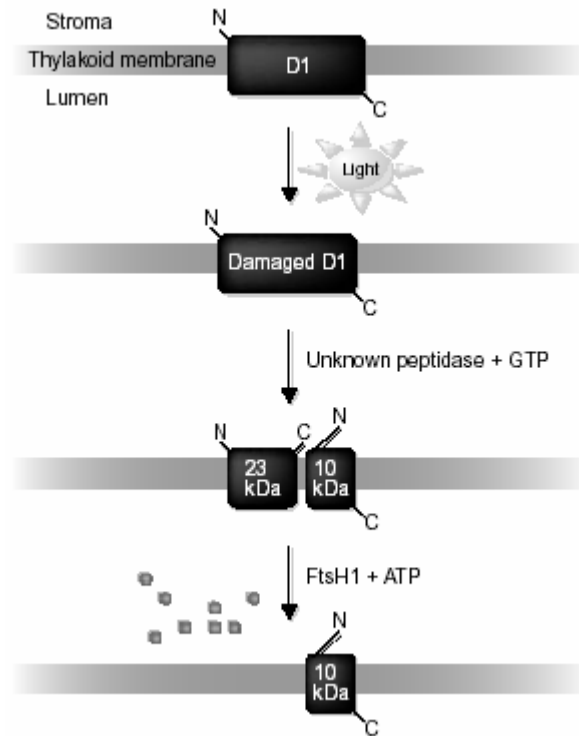 Stroma
N
Thylakoid membrane
D1
Lumen
C
Light
N
Damaged D1
C
Unknown peptidase + GTP
N
C
N
23
kDa
10
kDa
C
FtsH1 + ATP
N
10
kDa
C